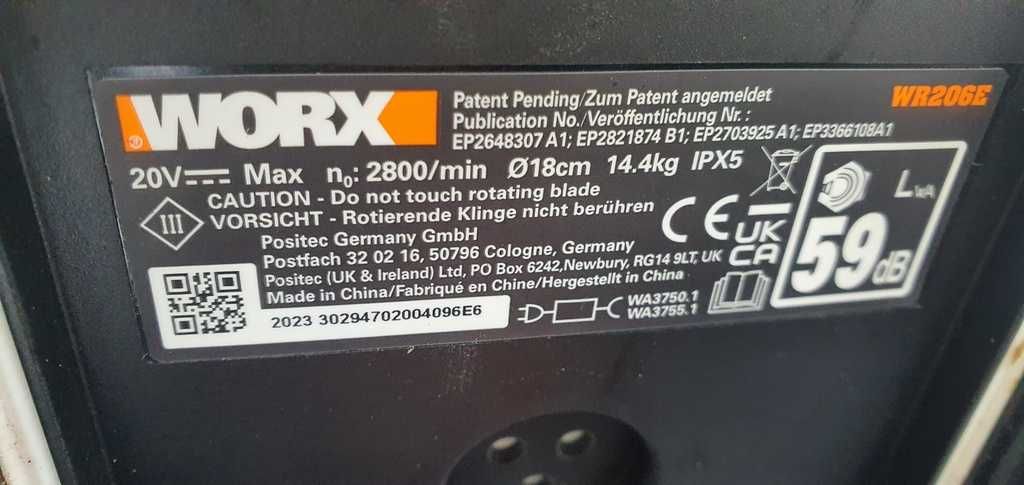 WORX
®
Patent Pending/Zum Patent angemeldet
Publication No./Veröffentlichung Nr.:
EP2648307 A1; EP2821874 B1; EP2703925 A1; EP3366108A1
WR206E
20V Max n₀: 2800/min Ø18cm 14.4kg IPX5
CAUTION - Do not touch rotating blade
VORSICHT - Rotierende Klinge nicht berühren
III
Positec Germany GmbH
Postfach 32 02 16, 50796 Cologne, Germany
Positec (UK & Ireland) Ltd, PO Box 6242,Newbury, RG14 9LT, UK
Made in China/Fabriqué en Chine/Hergestellt in China
2023 30294702004096E6
WA3750.1
WA3755.1
CE
UK
CA
LWA
59dB